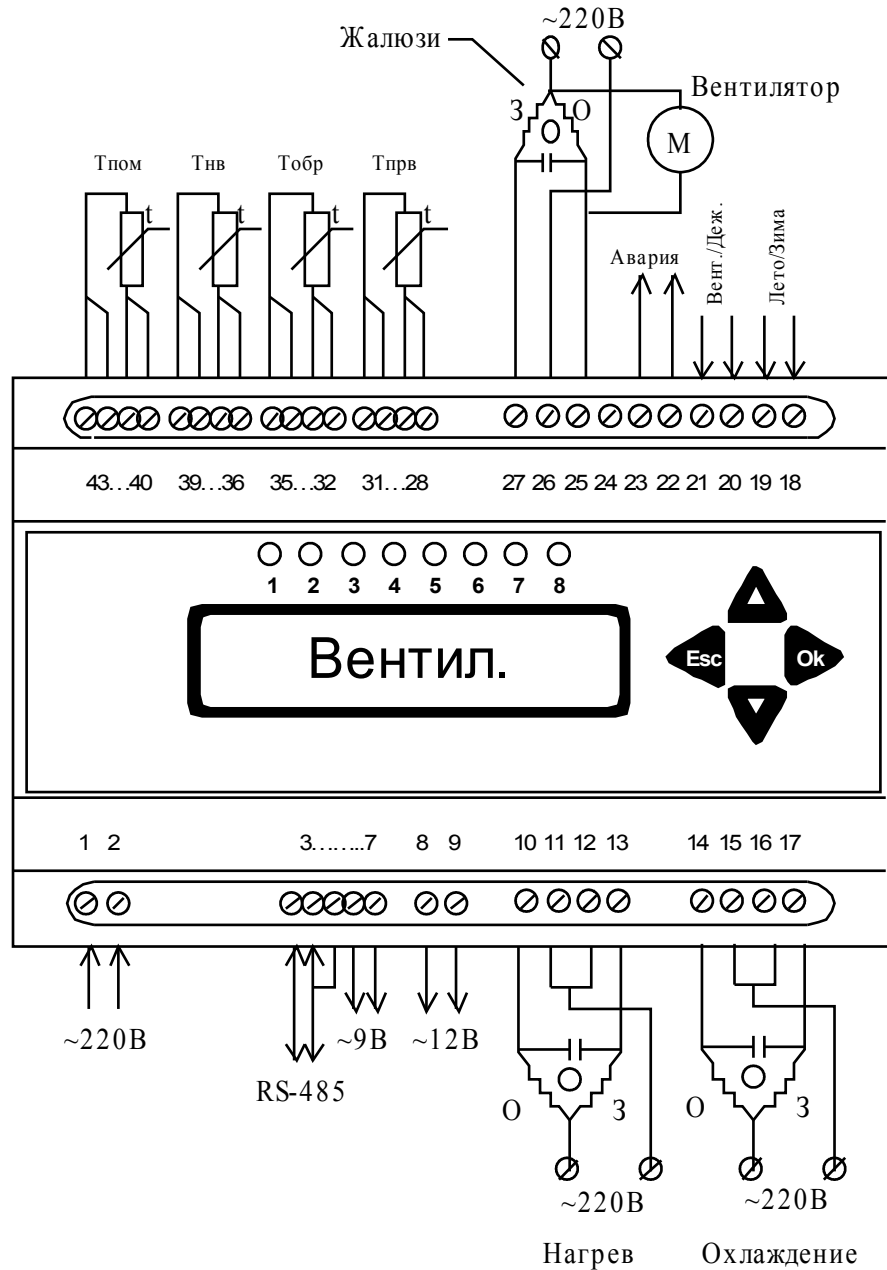 ~220В
Жалюзи
Вентилятор
З О
М
Тпом Тнв Тобр Тпрв
t t t t
Авария
Вент./Деж.
Лето/Зима
43...40 39...36 35...32 31...28 27 26 25 24 23 22 21 20 19 18
1 2 3 4 5 6 7 8
Вентил.
Esc Ok
1 2 3……..7 8 9 10 11 12 13 14 15 16 17
~220В ~9В ~12В
RS-485
О З О З
~220В ~220В
Нагрев Охлаждение